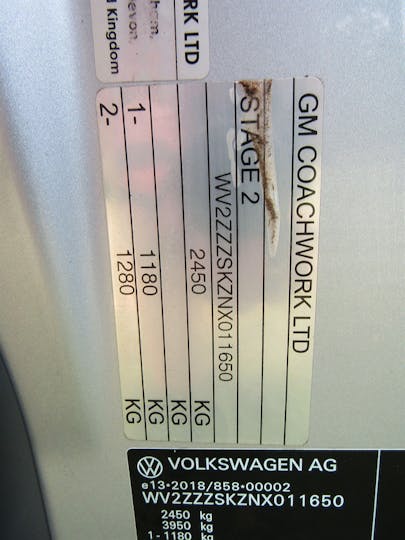 RK LTD
Kingdom
GM COACHWORK LTD
STAGE 2
WV2ZZZSKZNX011650
2450 KG
KG
1- 1180 KG
2- 1280 KG
VOLKSWAGEN AG
e13*2018/858*00002
WV2ZZZSKZNX011650
2450 kg
3950 kg
1 - 1180 kg